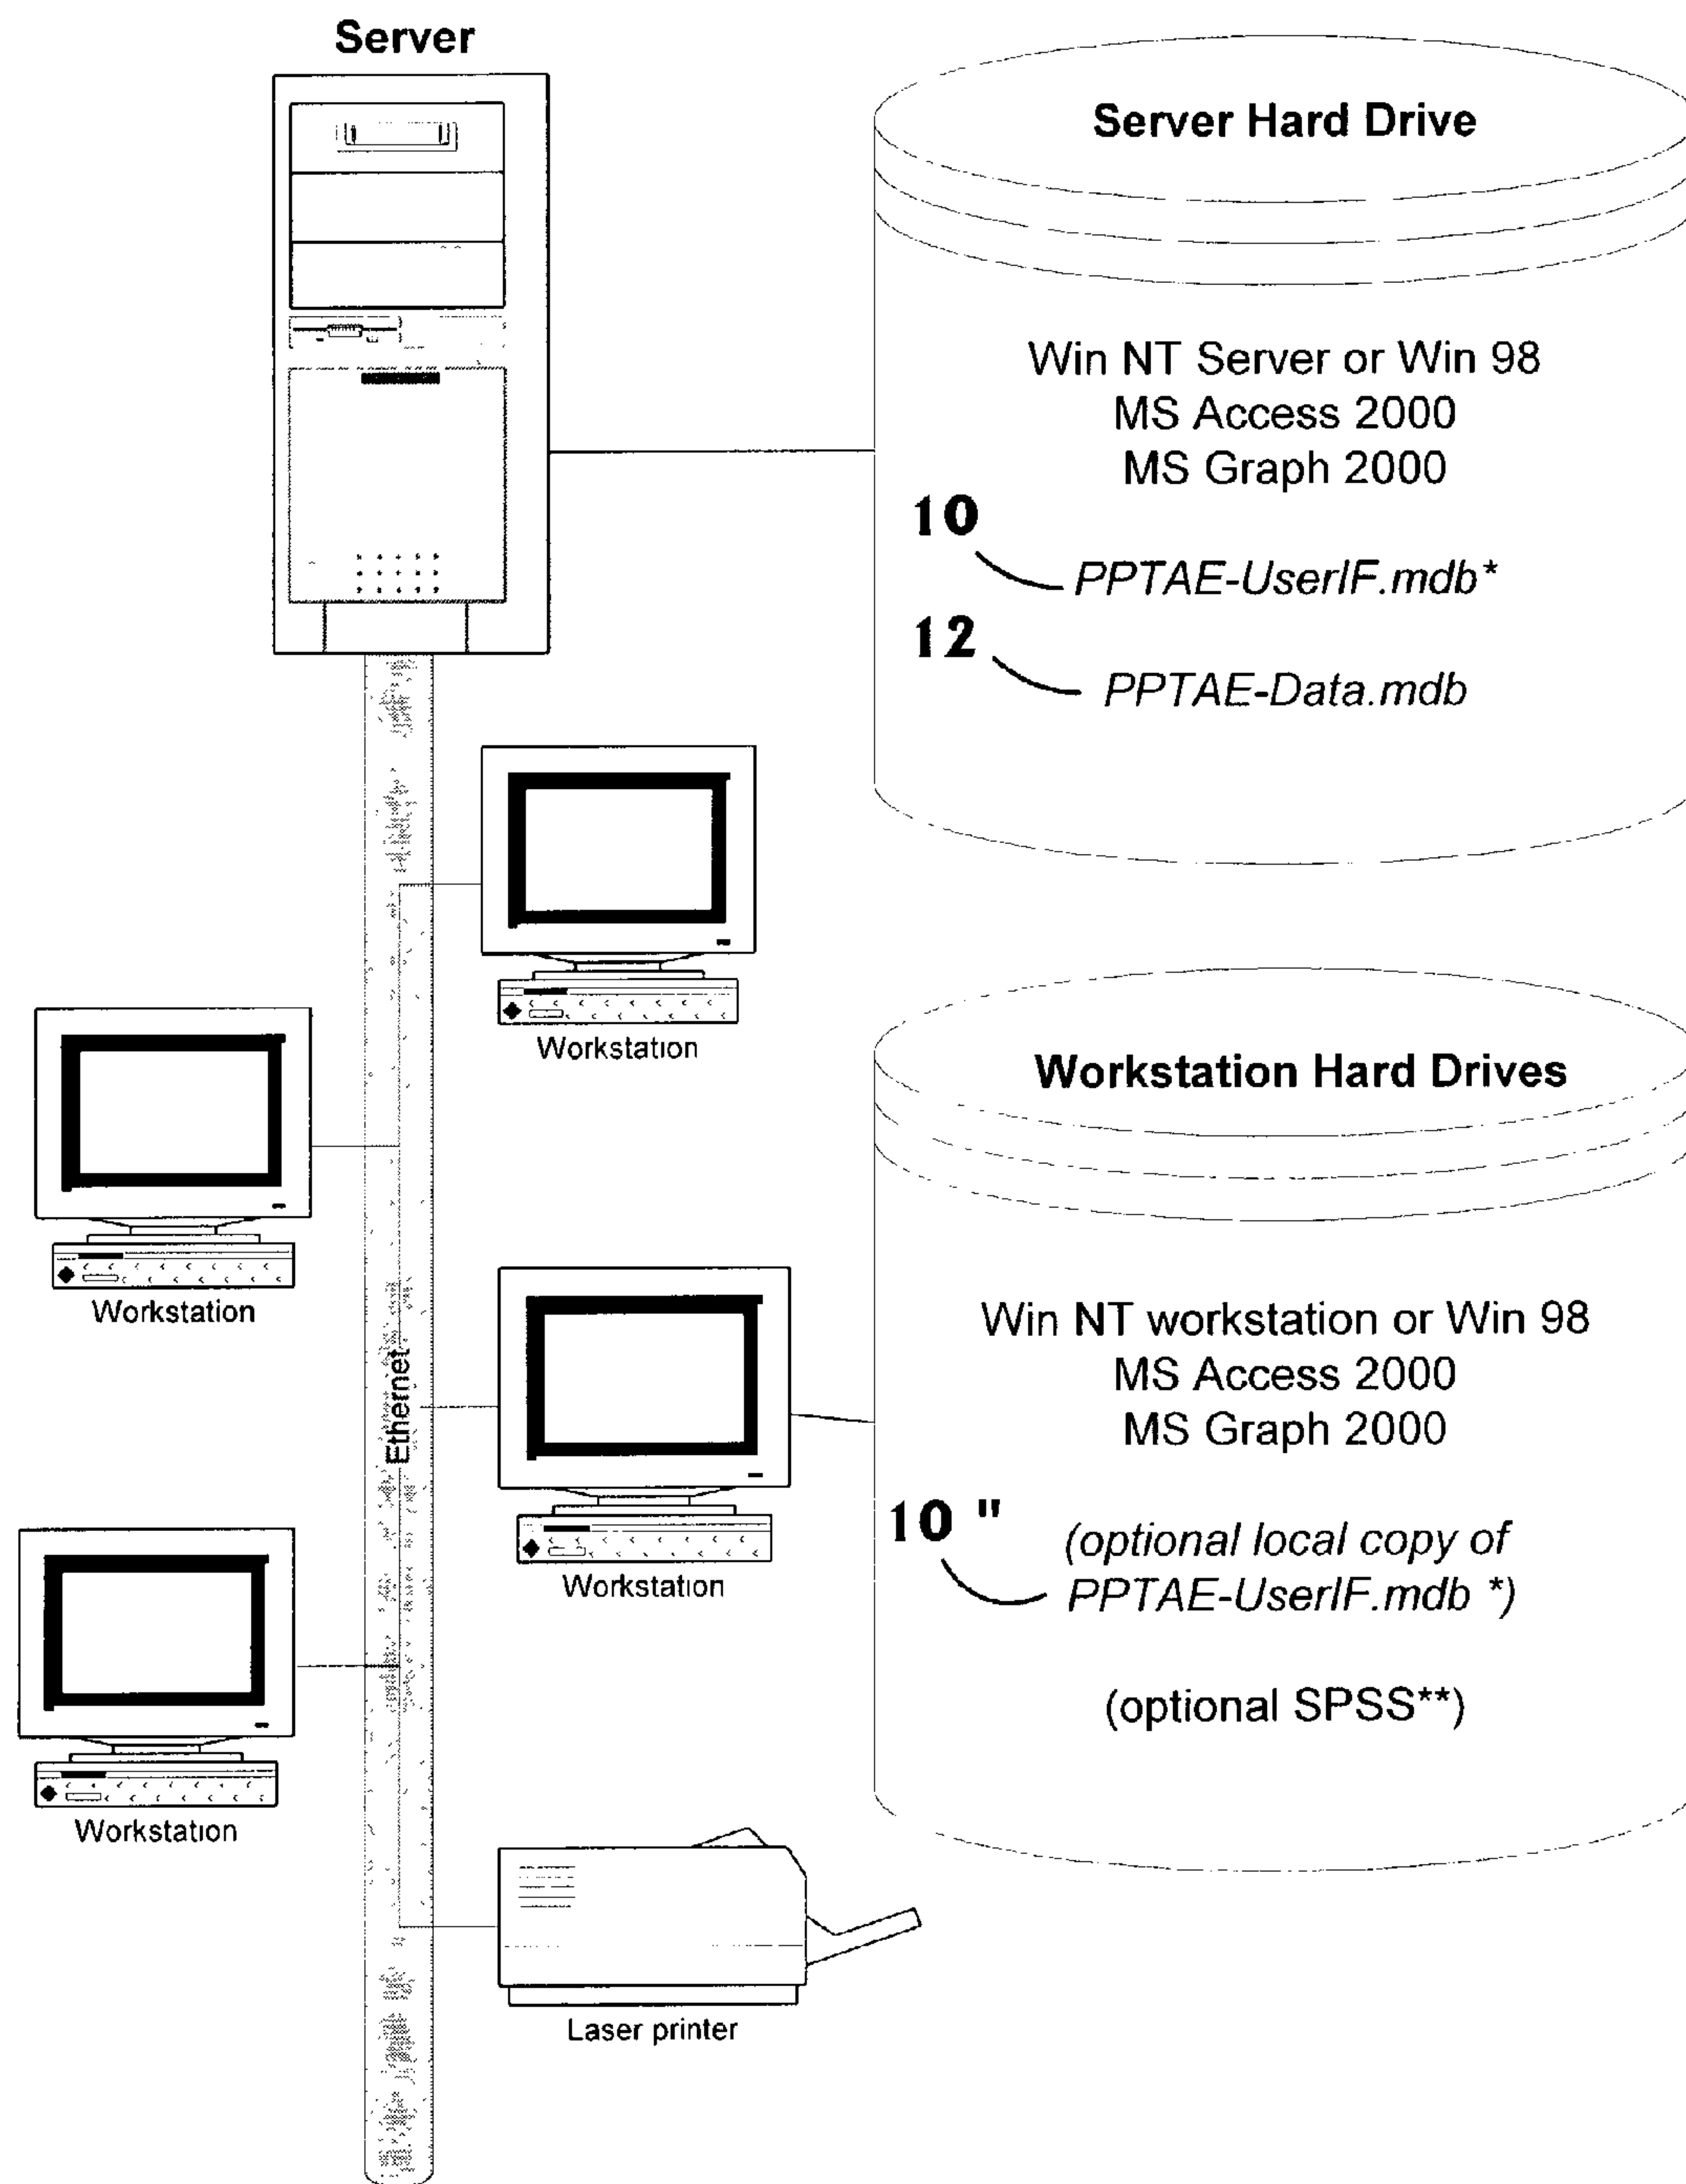 Server
Server Hard Drive
Win NT Server or Win 98
MS Access 2000
MS Graph 2000
10
PPTAE-UserIF.mdb*
12
PPTAE-Data.mdb
Workstation
Workstation Hard Drives
Workstation
Win NT workstation or Win 98
MS Access 2000
MS Graph 2000
Ethernet
10 "
(optional local copy of
PPTAE-UserIF.mdb *)
Workstation
(optional SPSS**)
Workstation
Laser printer